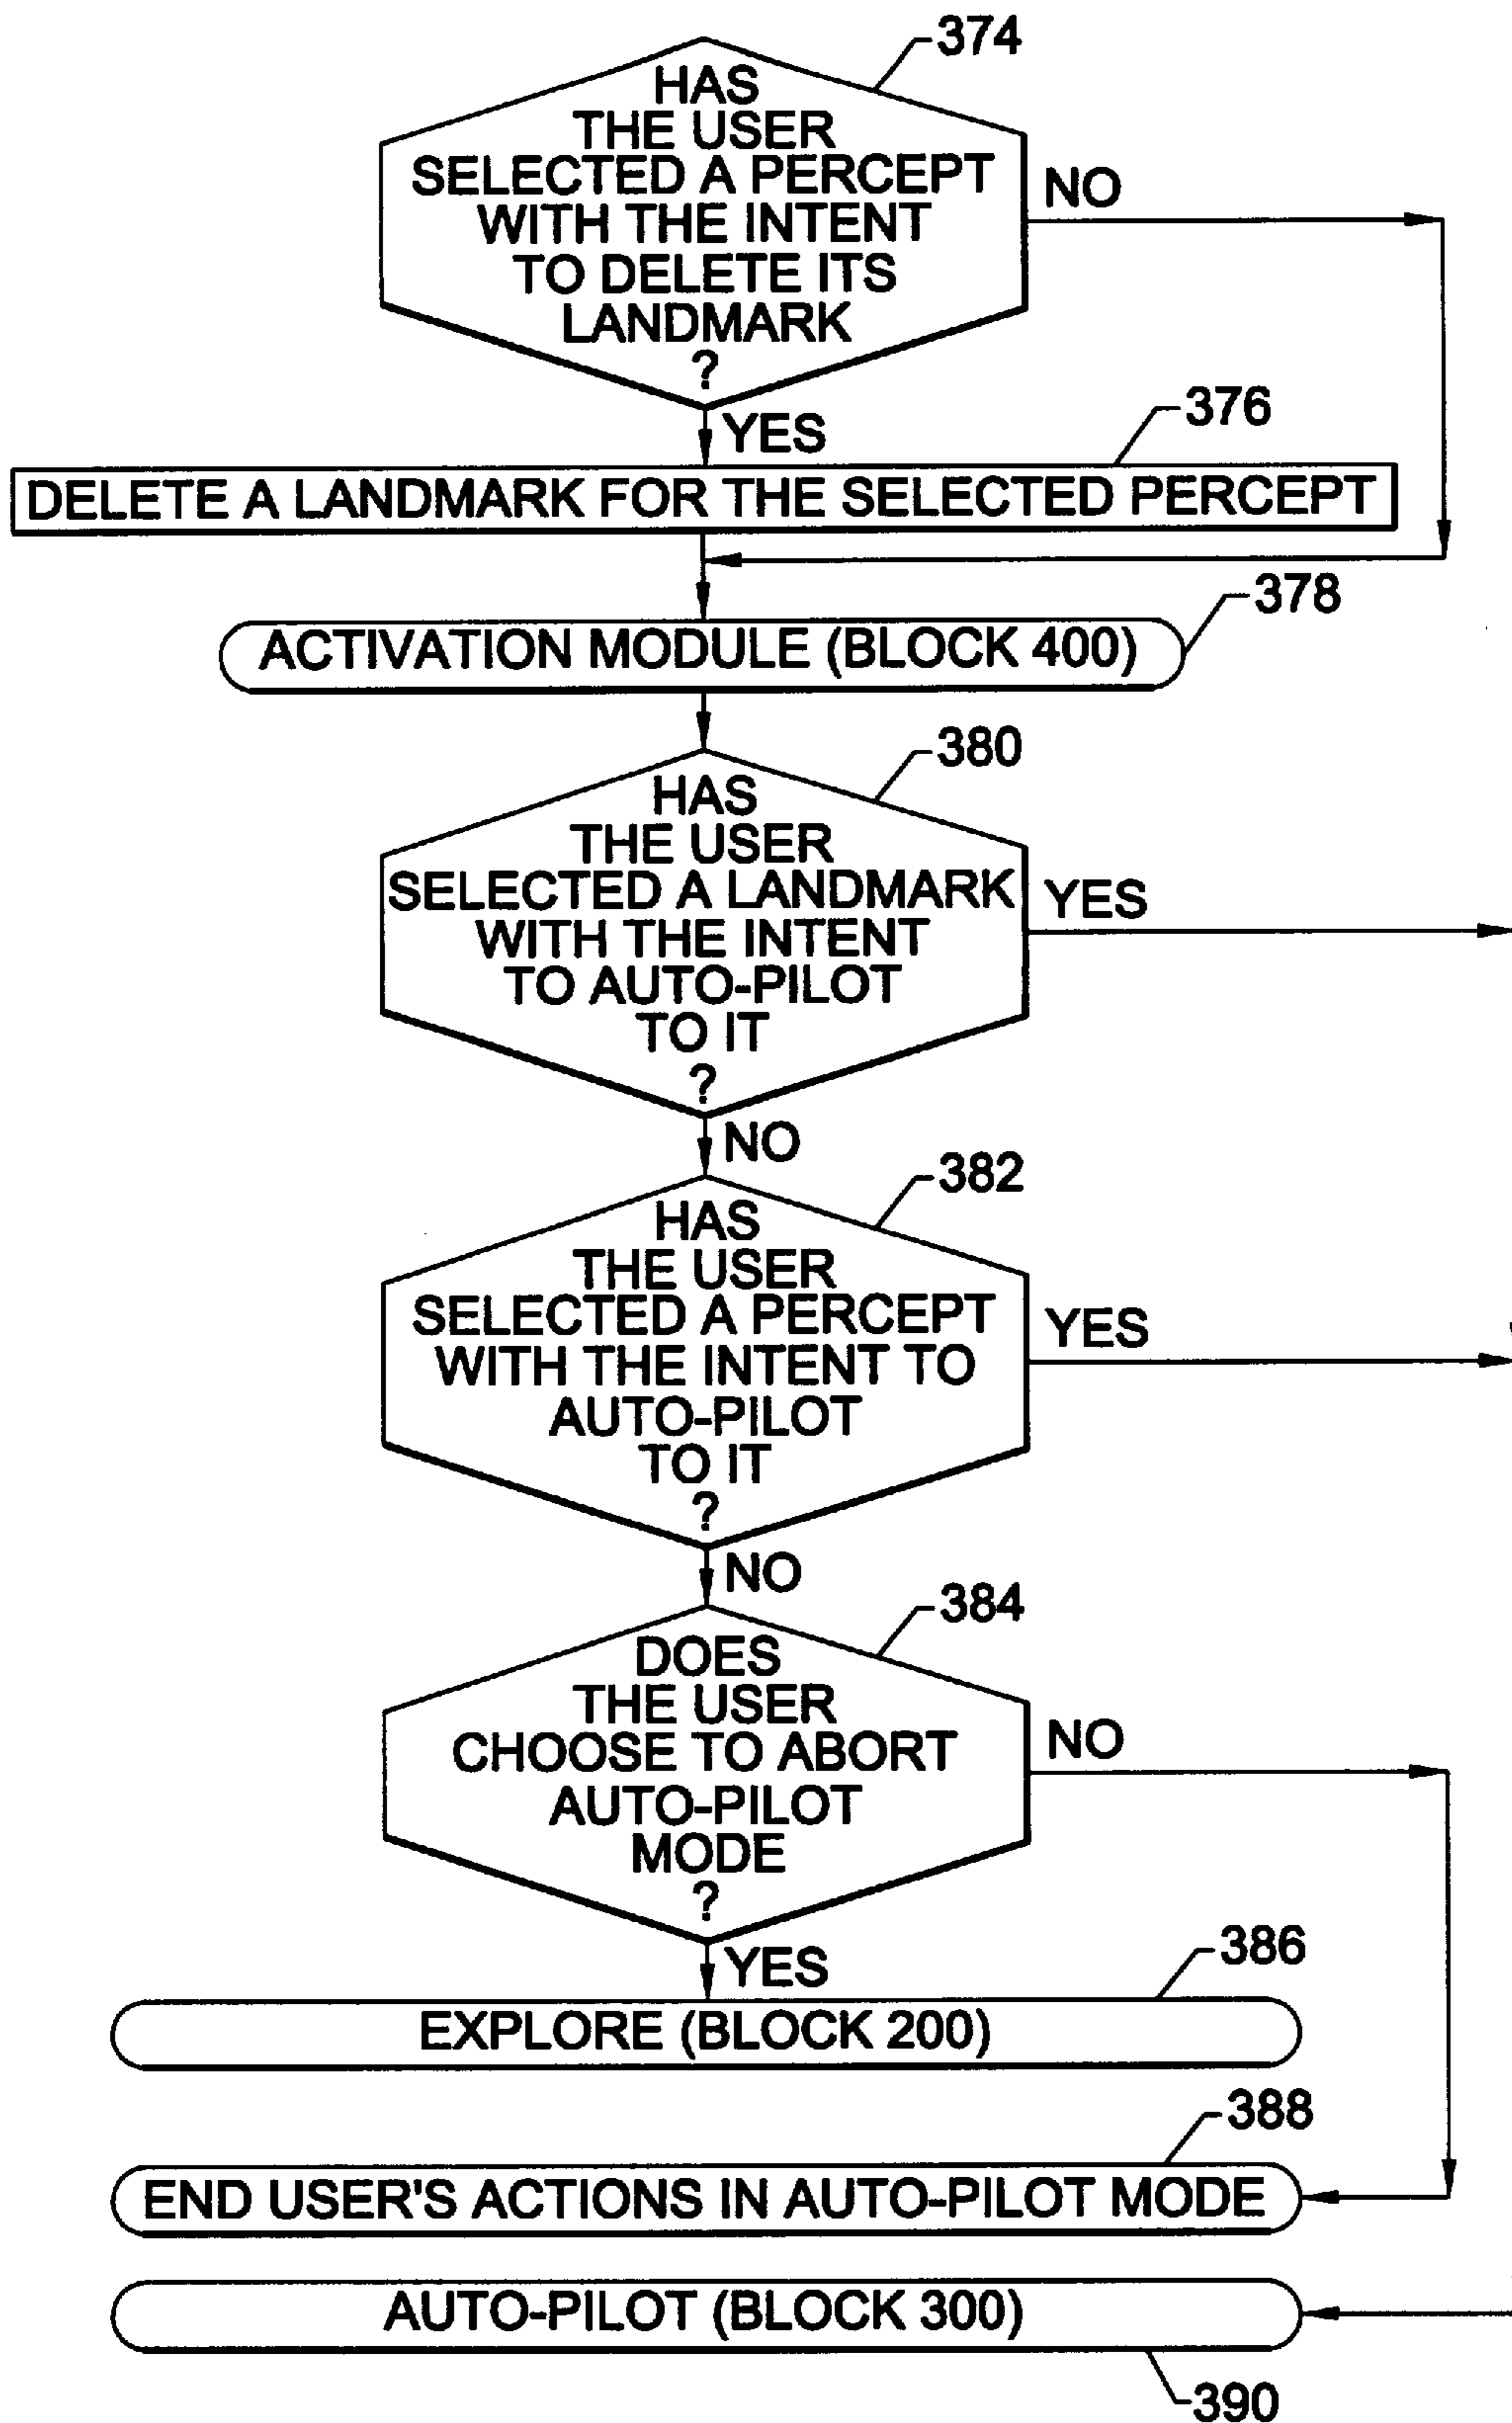 374
HAS
THE USER
SELECTED A PERCEPT
WITH THE INTENT
TO DELETE ITS
LANDMARK
?
NO
YES
376
DELETE A LANDMARK FOR THE SELECTED PERCEPT
378
ACTIVATION MODULE (BLOCK 400)
380
HAS
THE USER
SELECTED A LANDMARK
WITH THE INTENT
TO AUTO-PILOT
TO IT
?
YES
NO
382
HAS
THE USER
SELECTED A PERCEPT
WITH THE INTENT TO
AUTO-PILOT
TO IT
?
YES
NO
384
DOES
THE USER
CHOOSE TO ABORT
AUTO-PILOT
MODE
?
NO
YES
386
EXPLORE (BLOCK 200)
388
END USER'S ACTIONS IN AUTO-PILOT MODE
AUTO-PILOT (BLOCK 300)
390